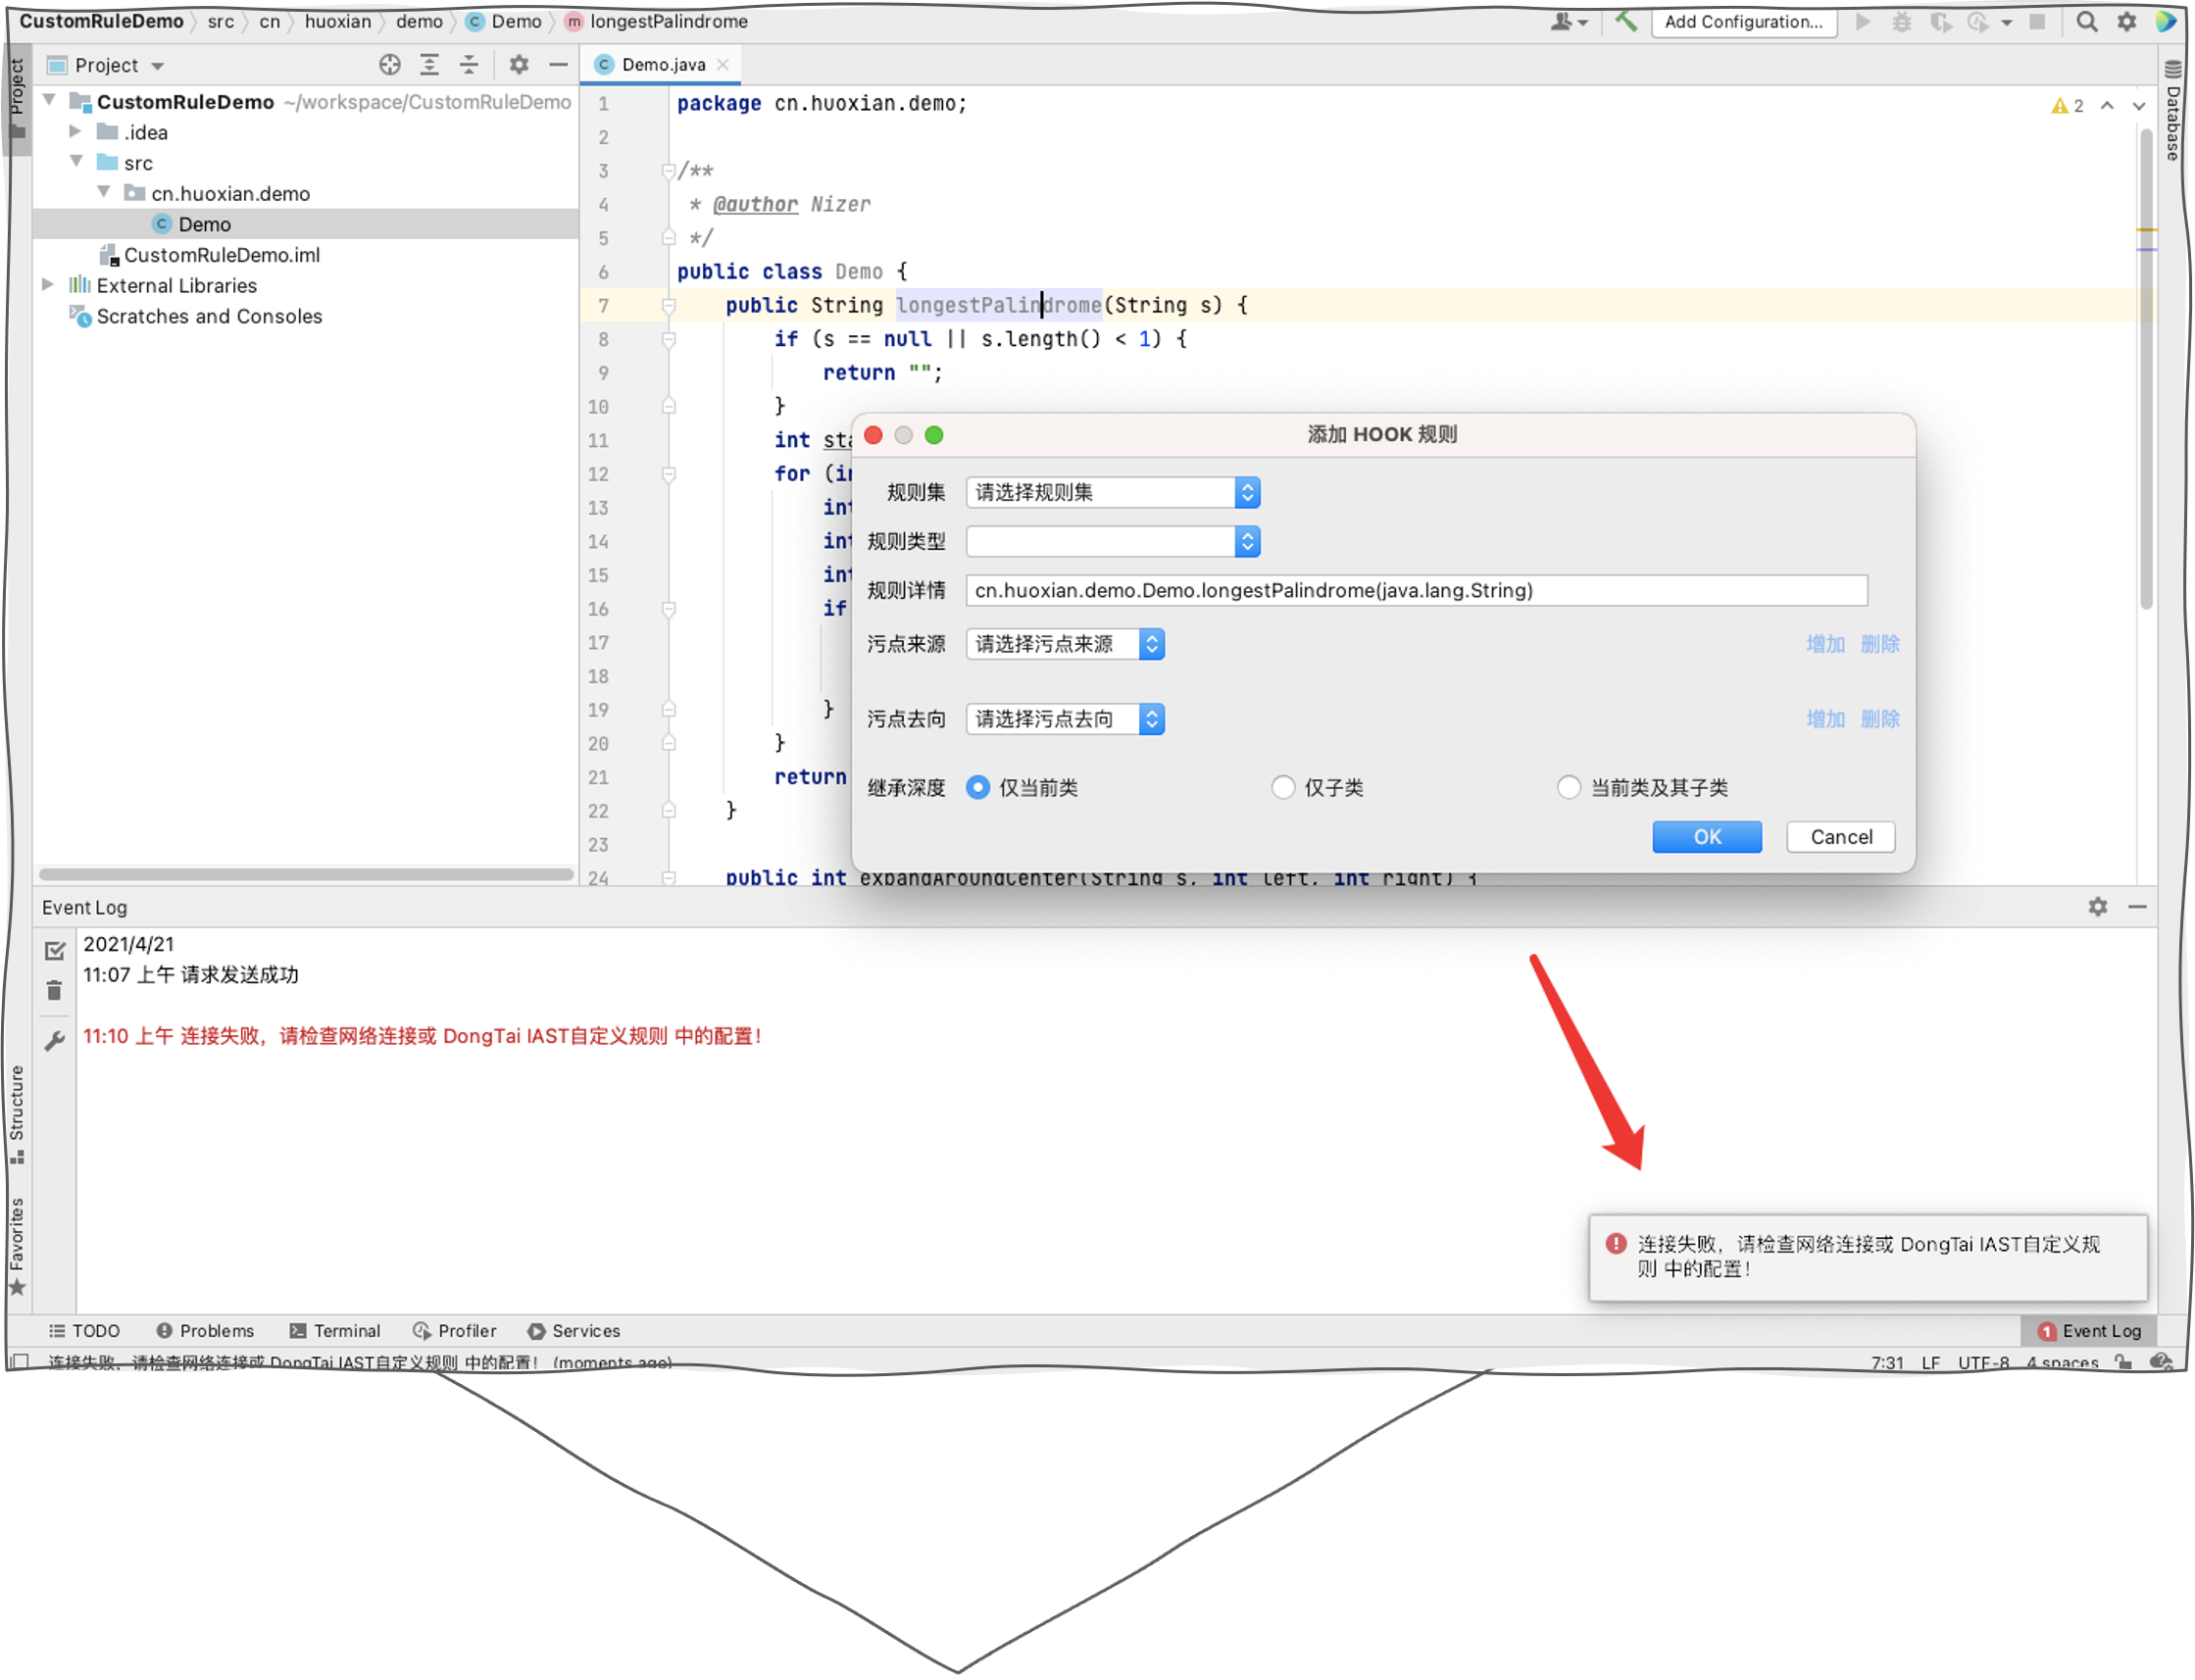 CustomRuleDemo src cn huoxian demo Demo longestPalindrome Add Configuration...
Project
Project
Demo.java
CustomRuleDemo ~/workspace/CustomRuleDemo
.idea
src
cn.huoxian.demo
Demo
CustomRuleDemo.iml
External Libraries
Scratches and Consoles
1 package cn.huoxian.demo;
2
3 /**
4 * @author Nizer
5 */
6 public class Demo {
7 public String longestPalindrome(String s) {
8 if (s == null || s.length() < 1) {
9 return "";
10 }
11 int
12 for
13 int
14 int
15 int
16 if
17
18
19 }
20 }
21 return
22 }
23
24 public int expandAroundCenter(String s, int left, int right) {
2
Database
添加 HOOK 规则
规则集 请选择规则集
规则类型
规则详情 cn.huoxian.demo.Demo.longestPalindrome(java.lang.String)
污点来源 请选择污点来源 增加 删除
污点去向 请选择污点去向 增加 删除
继承深度 仅当前类 仅子类 当前类及其子类
OK Cancel
Event Log
2021/4/21
11:07 上午 请求发送成功
11:10 上午 连接失败，请检查网络连接或 DongTai IAST自定义规则 中的配置！
Structure
Favorites
连接失败，请检查网络连接或 DongTai IAST自定义规
则 中的配置！
TODO Problems Terminal Profiler Services 1 Event Log
连接失败，请检查网络连接或 DongTai IAST自定义规则 中的配置！ (moments ago) 7:31 LF UTF-8 4 spaces